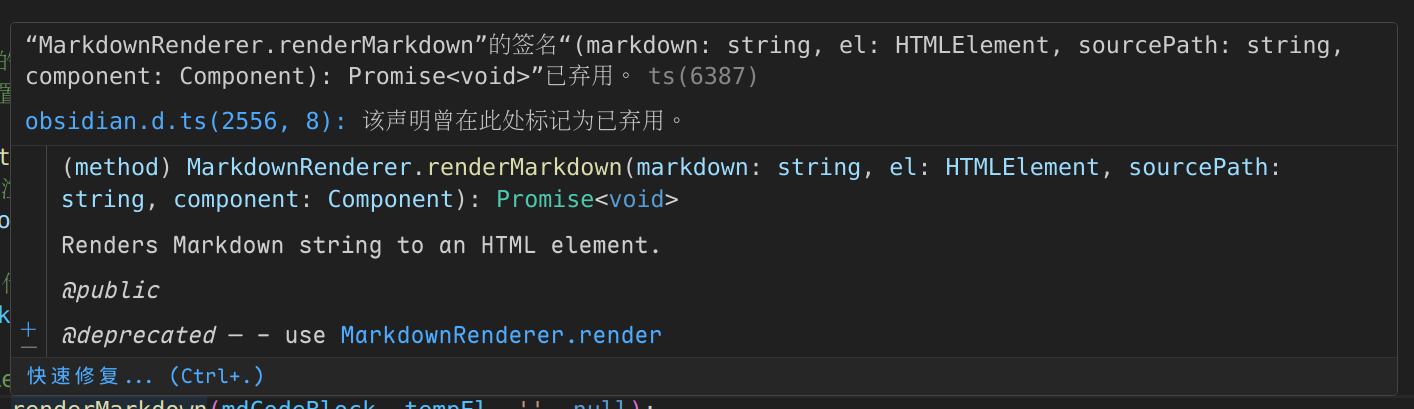 “MarkdownRenderer.renderMarkdown”的签名“(markdown: string, el: HTMLElement, sourcePath: string,
component: Component): Promise<void>”已弃用。 ts(6387)
obsidian.d.ts(2556, 8): 该声明曾在此处标记为已弃用。
(method) MarkdownRenderer.renderMarkdown(markdown: string, el: HTMLElement, sourcePath:
string, component: Component): Promise<void>
Renders Markdown string to an HTML element.
@public
@deprecated — - use MarkdownRenderer.render
快速修复... (Ctrl+.)
renderMarkdown(mdCodeBlock, tempEl, '', null);